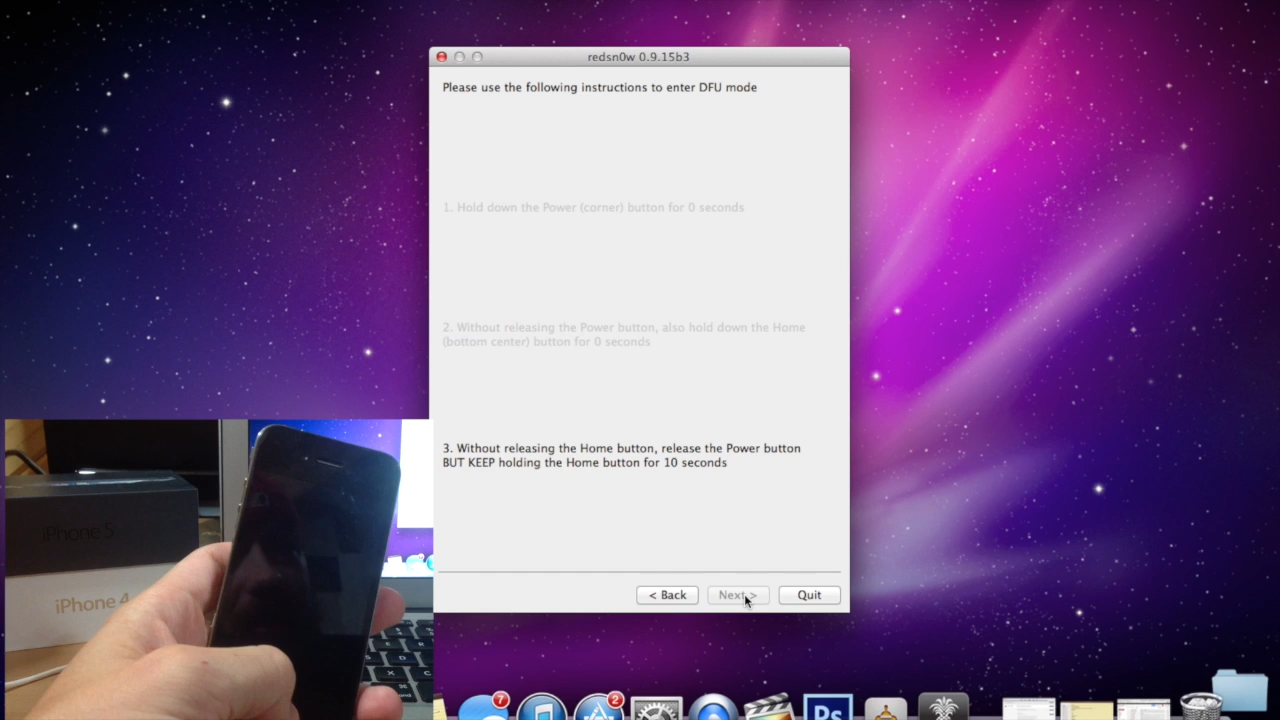 redsn0w 0.9.15b3
Please use the following instructions to enter DFU mode
1. Hold down the Power (corner) button for 0 seconds
2. Without releasing the Power button, also hold down the Home
(bottom center) button for 0 seconds
3. Without releasing the Home button, release the Power button
BUT KEEP holding the Home button for 10 seconds
< Back
Next >
Quit
iPhone 5
iPhone 4
7
2
Ps